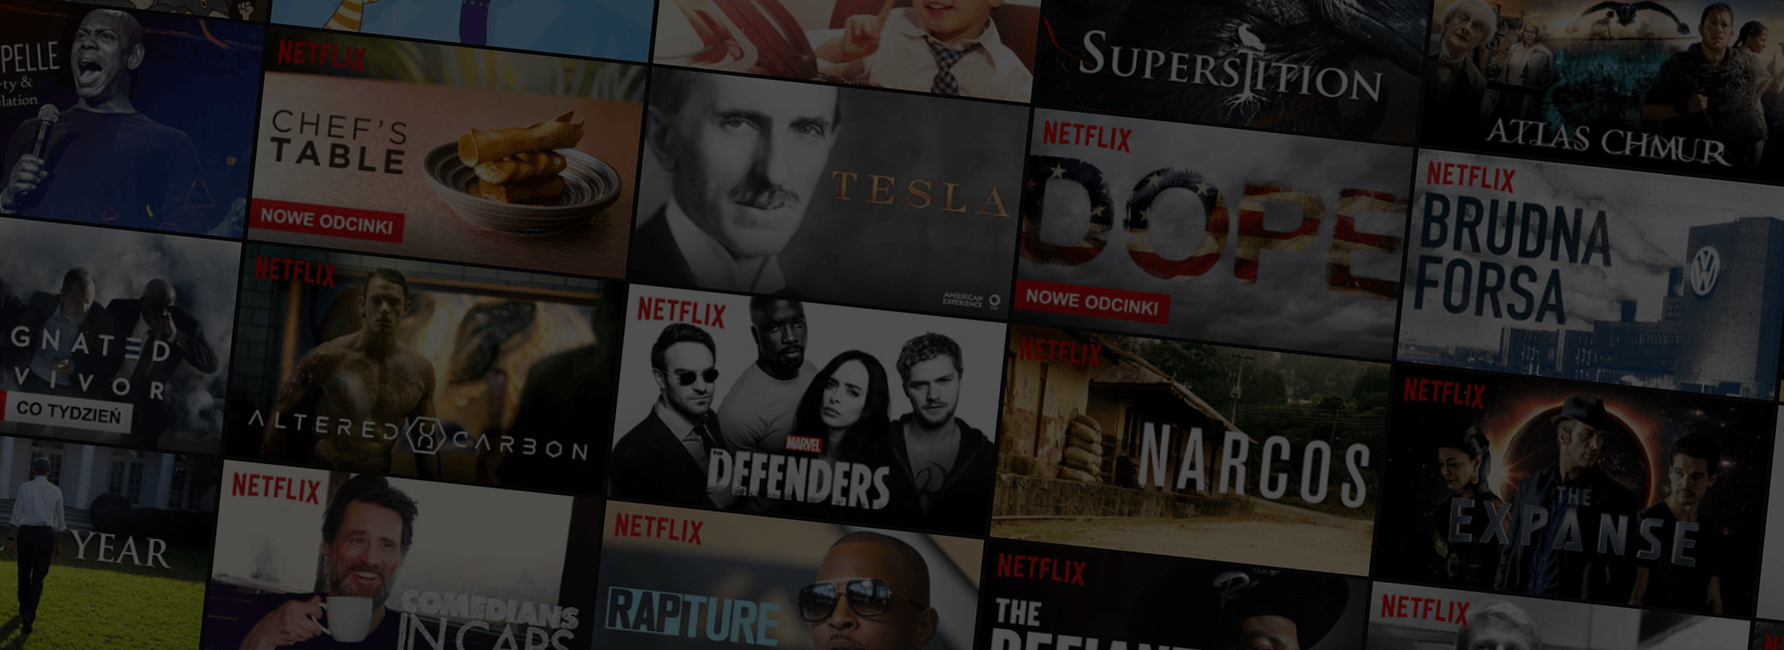 PELLE
ty &
elation
NETFLIX
CHEF'S
TABLE
NOWE ODCINKI
TESLA
AMERICAN
EXPERIENCE
SUPERSTITION
NETFLIX
DOPE
NOWE ODCINKI
ATLAS CHMUR
NETFLIX
BRUDNA
FORSA
GNATED
VIVOR
CO TYDZIEŃ
NETFLIX
ALTERED CARBON
NETFLIX
MARVEL
THE
DEFENDERS
NETFLIX
NARCOS
NETFLIX
THE
EXPANSE
YEAR
NETFLIX
COMEDIANS
IN CARS
NETFLIX
RAPTURE
NETFLIX
THE
DEFIANT
NETFLIX